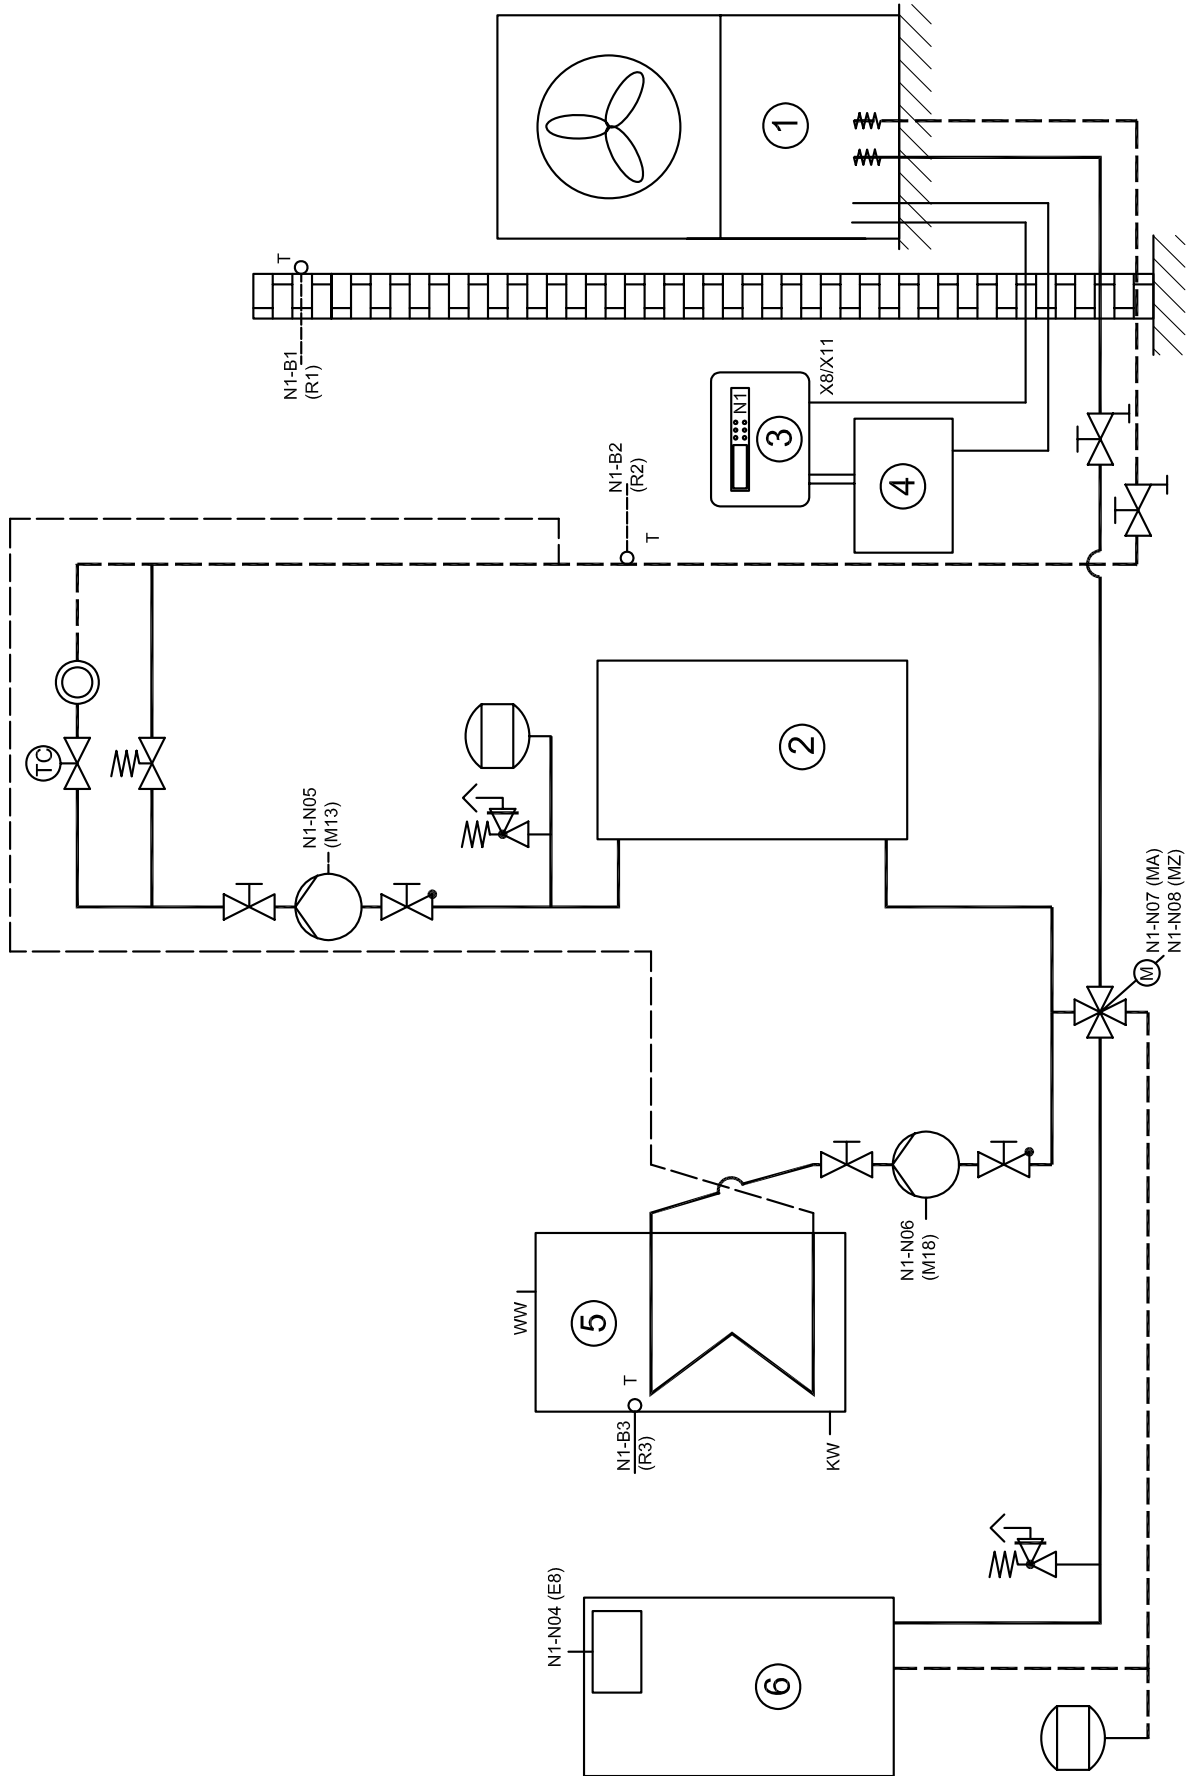 N1-N04 (E8)
6
N1-B3
(R3)
T
WW
5
KW
N1-N06
(M18)
M
N1-N07 (MA)
N1-N08 (MZ)
TC
N1-N05
(M13)
2
N1-B2
(R2)
T
N1-B1
(R1)
T
N1
3
X8/X11
4
1